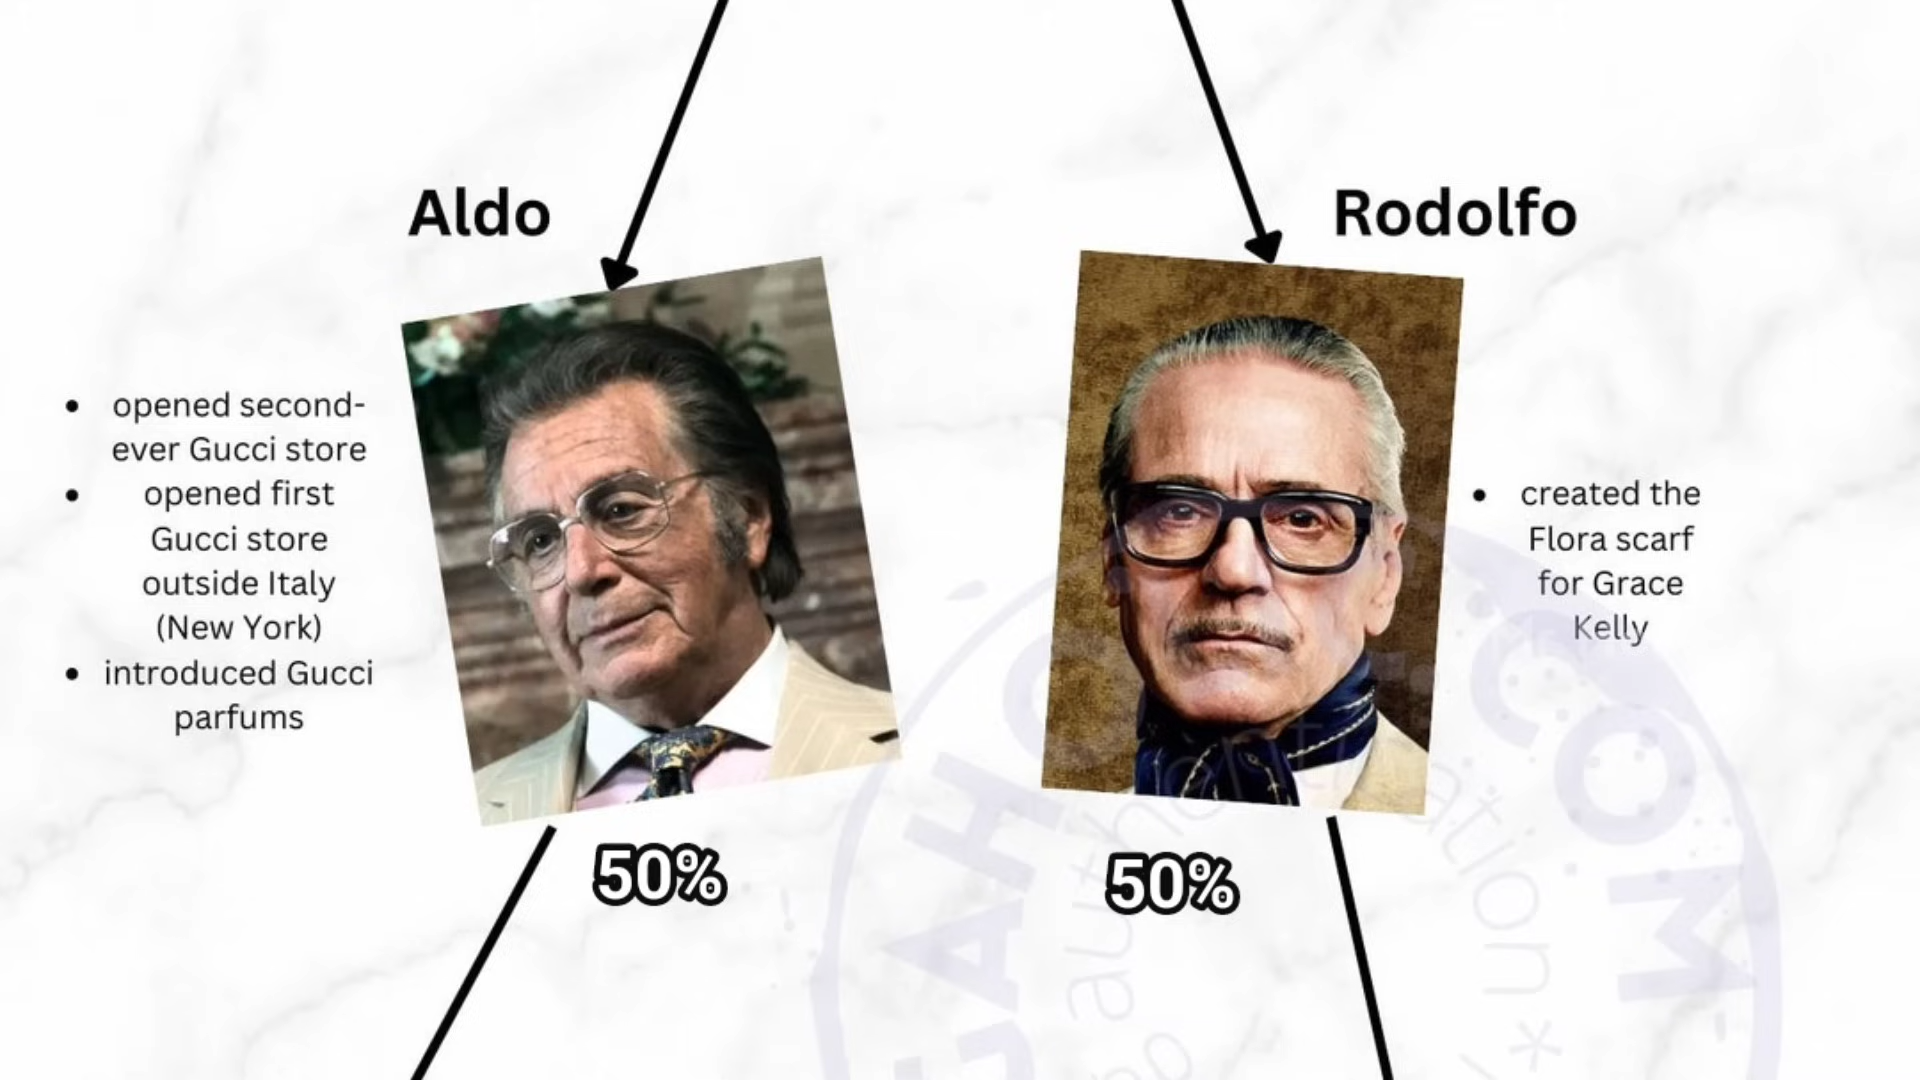 Aldo
Rodolfo
• opened second-
ever Gucci store
• opened first
Gucci store
outside Italy
(New York)
• introduced Gucci
parfums
• created the
Flora scarf
for Grace
Kelly
50%
50%